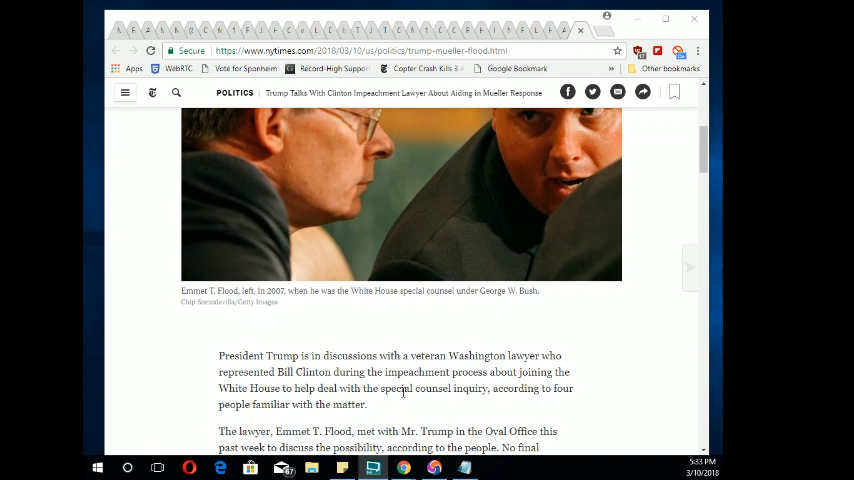 Secure
https://www.nytimes.com/2018/03/10/us/politics/trump-mueller-flood.html
Apps
WebRTC
Vote for Sponheim
Record-High Suppor
Copter Crash Kills 3
Google Bookmark
»
Other bookmarks
POLITICS
Trump Talks With Clinton Impeachment Lawyer About Aiding in Mueller Response
Emmet T. Flood, left, in 2007, when he was the White House special counsel under George W. Bush.
Chip Somodevilla/Getty Images
President Trump is in discussions with a veteran Washington lawyer who
represented Bill Clinton during the impeachment process about joining the
White House to help deal with the special counsel inquiry, according to four
people familiar with the matter.
The lawyer, Emmet T. Flood, met with Mr. Trump in the Oval Office this
past week to discuss the possibility, according to the people. No final
67
5:33 PM
3/10/2018